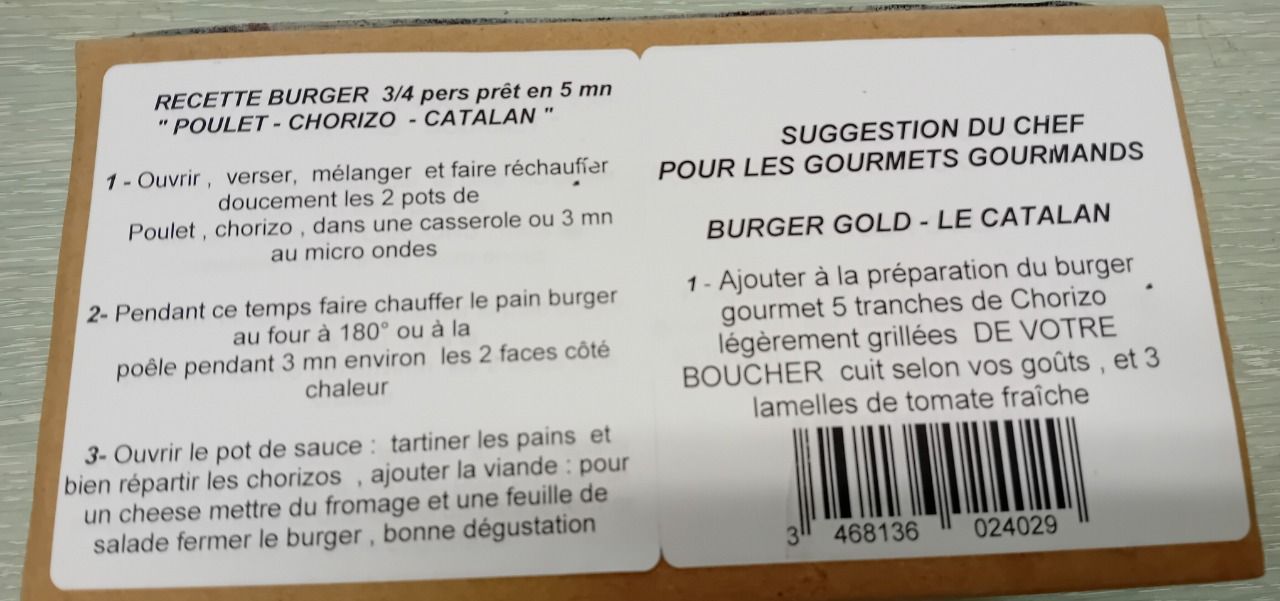 RECETTE BURGER 3/4 pers prêt en 5 mn
" POULET - CHORIZO - CATALAN "
1 - Ouvrir , verser, mélanger et faire réchauffer
doucement les 2 pots de
Poulet , chorizo , dans une casserole ou 3 mn
au micro ondes
2- Pendant ce temps faire chauffer le pain burger
au four à 180° ou à la
poêle pendant 3 mn environ les 2 faces côté
chaleur
3- Ouvrir le pot de sauce : tartiner les pains et
bien répartir les chorizos , ajouter la viande : pour
un cheese mettre du fromage et une feuille de
salade fermer le burger , bonne dégustation
SUGGESTION DU CHEF
POUR LES GOURMETS GOURMANDS
BURGER GOLD - LE CATALAN
1 - Ajouter à la préparation du burger
gourmet 5 tranches de Chorizo
légèrement grillées DE VOTRE
BOUCHER cuit selon vos goûts , et 3
lamelles de tomate fraîche
3 468136 024029